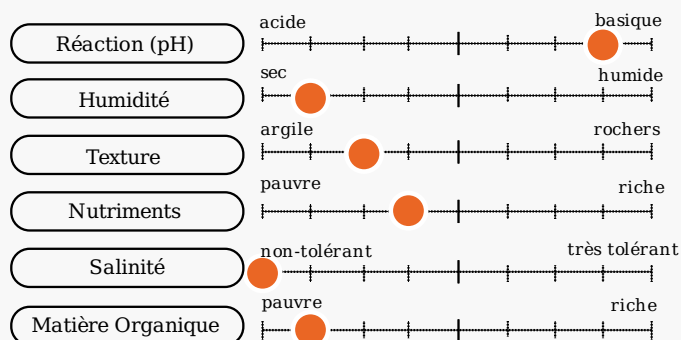 acide basique
Réaction (pH)
sec humide
Humidité
argile rochers
Texture
pauvre riche
Nutriments
non-tolérant très tolérant
Salinité
pauvre riche
Matière Organique